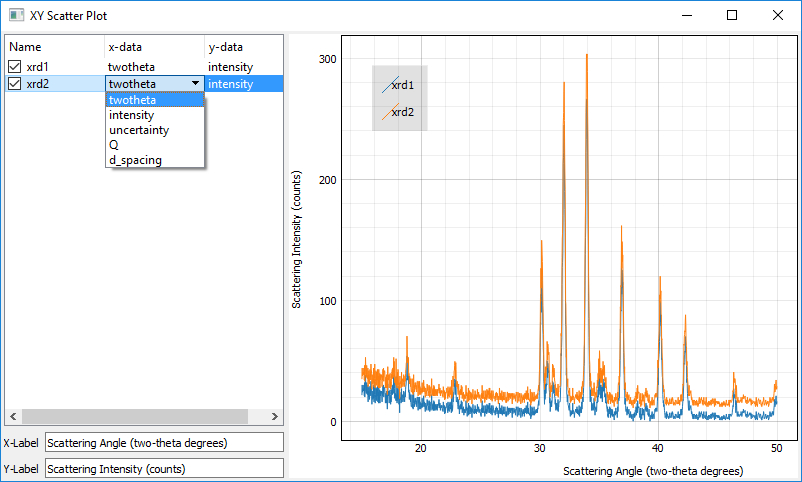 XY Scatter Plot
Name x-data y-data
xrd1 twotheta intensity
xrd2 twotheta intensity
twotheta
intensity
uncertainty
Q
d_spacing
X-Label Scattering Angle (two-theta degrees)
Y-Label Scattering Intensity (counts)
xrd1
xrd2
Scattering Intensity (counts)
300
200
100
0
20 30 40 50
Scattering Angle (two-theta degrees)